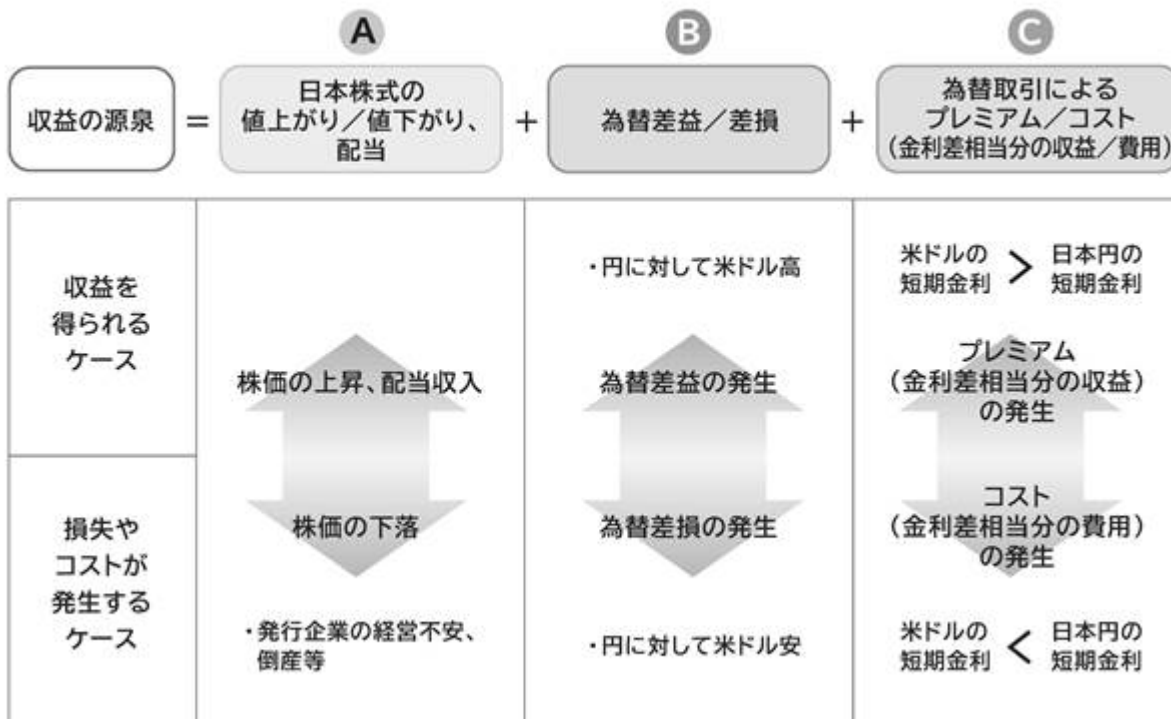 A
B
C
収益の源泉
=
日本株式の
値上がり／値下がり、
配当
+
為替差益／差損
+
為替取引による
プレミアム／コスト
(金利差相当分の収益／費用)
収益を
得られる
ケース
株価の上昇、配当収入
・円に対して米ドル高
為替差益の発生
米ドルの
短期金利
>
日本円の
短期金利
プレミアム
(金利差相当分の収益)
の発生
損失や
コストが
発生する
ケース
株価の下落
・発行企業の経営不安、
倒産等
為替差損の発生
・円に対して米ドル安
コスト
(金利差相当分の費用)
の発生
米ドルの
短期金利
<
日本円の
短期金利